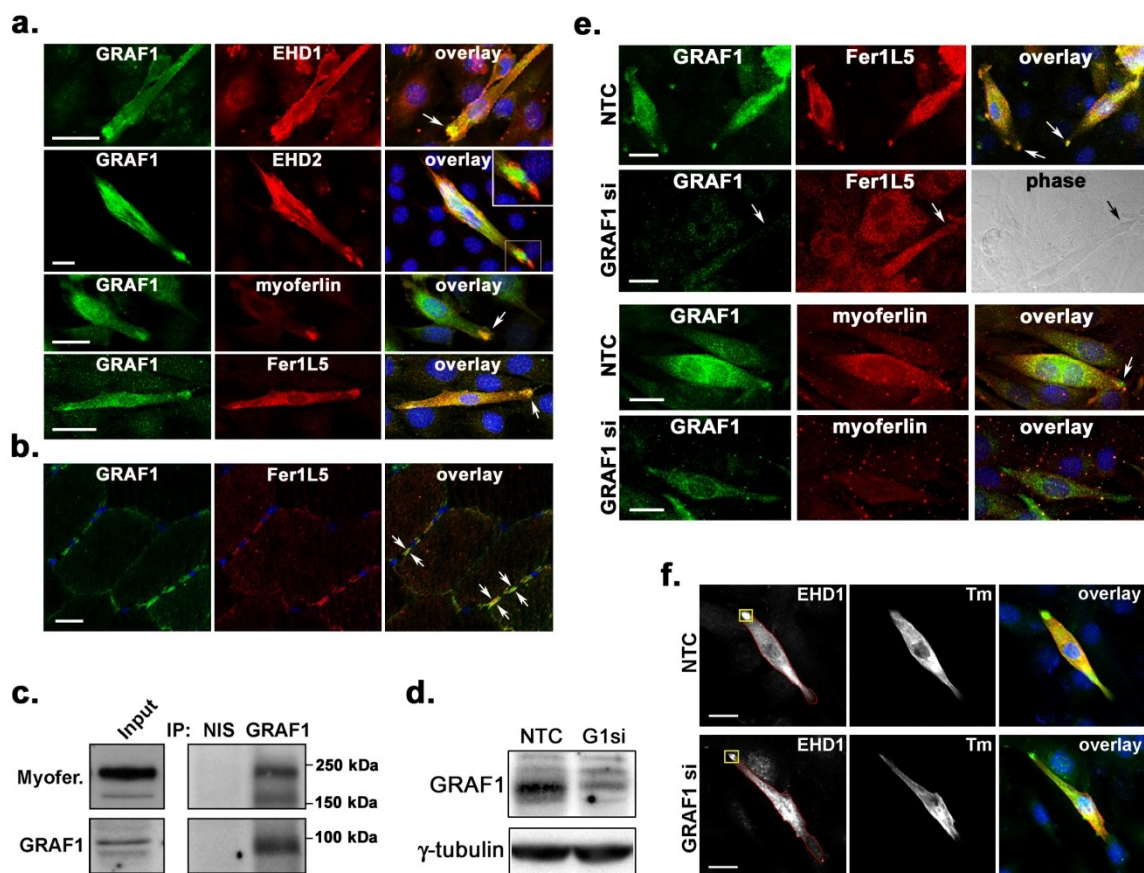 a.
GRAF1 EHD1 overlay
GRAF1 EHD2 overlay
GRAF1 myoferlin overlay
GRAF1 Fer1L5 overlay
b.
GRAF1 Fer1L5 overlay
c.
Input IP: NIS GRAF1
Myofer.
250 kDa
150 kDa
GRAF1
100 kDa
d.
NTC G1si
GRAF1
γ-tubulin
e.
NTC
GRAF1 Fer1L5 overlay
GRAF1 si
GRAF1 Fer1L5 phase
NTC
GRAF1 myoferlin overlay
GRAF1 si
GRAF1 myoferlin overlay
f.
NTC
EHD1 Tm overlay
GRAF1 si
EHD1 Tm overlay